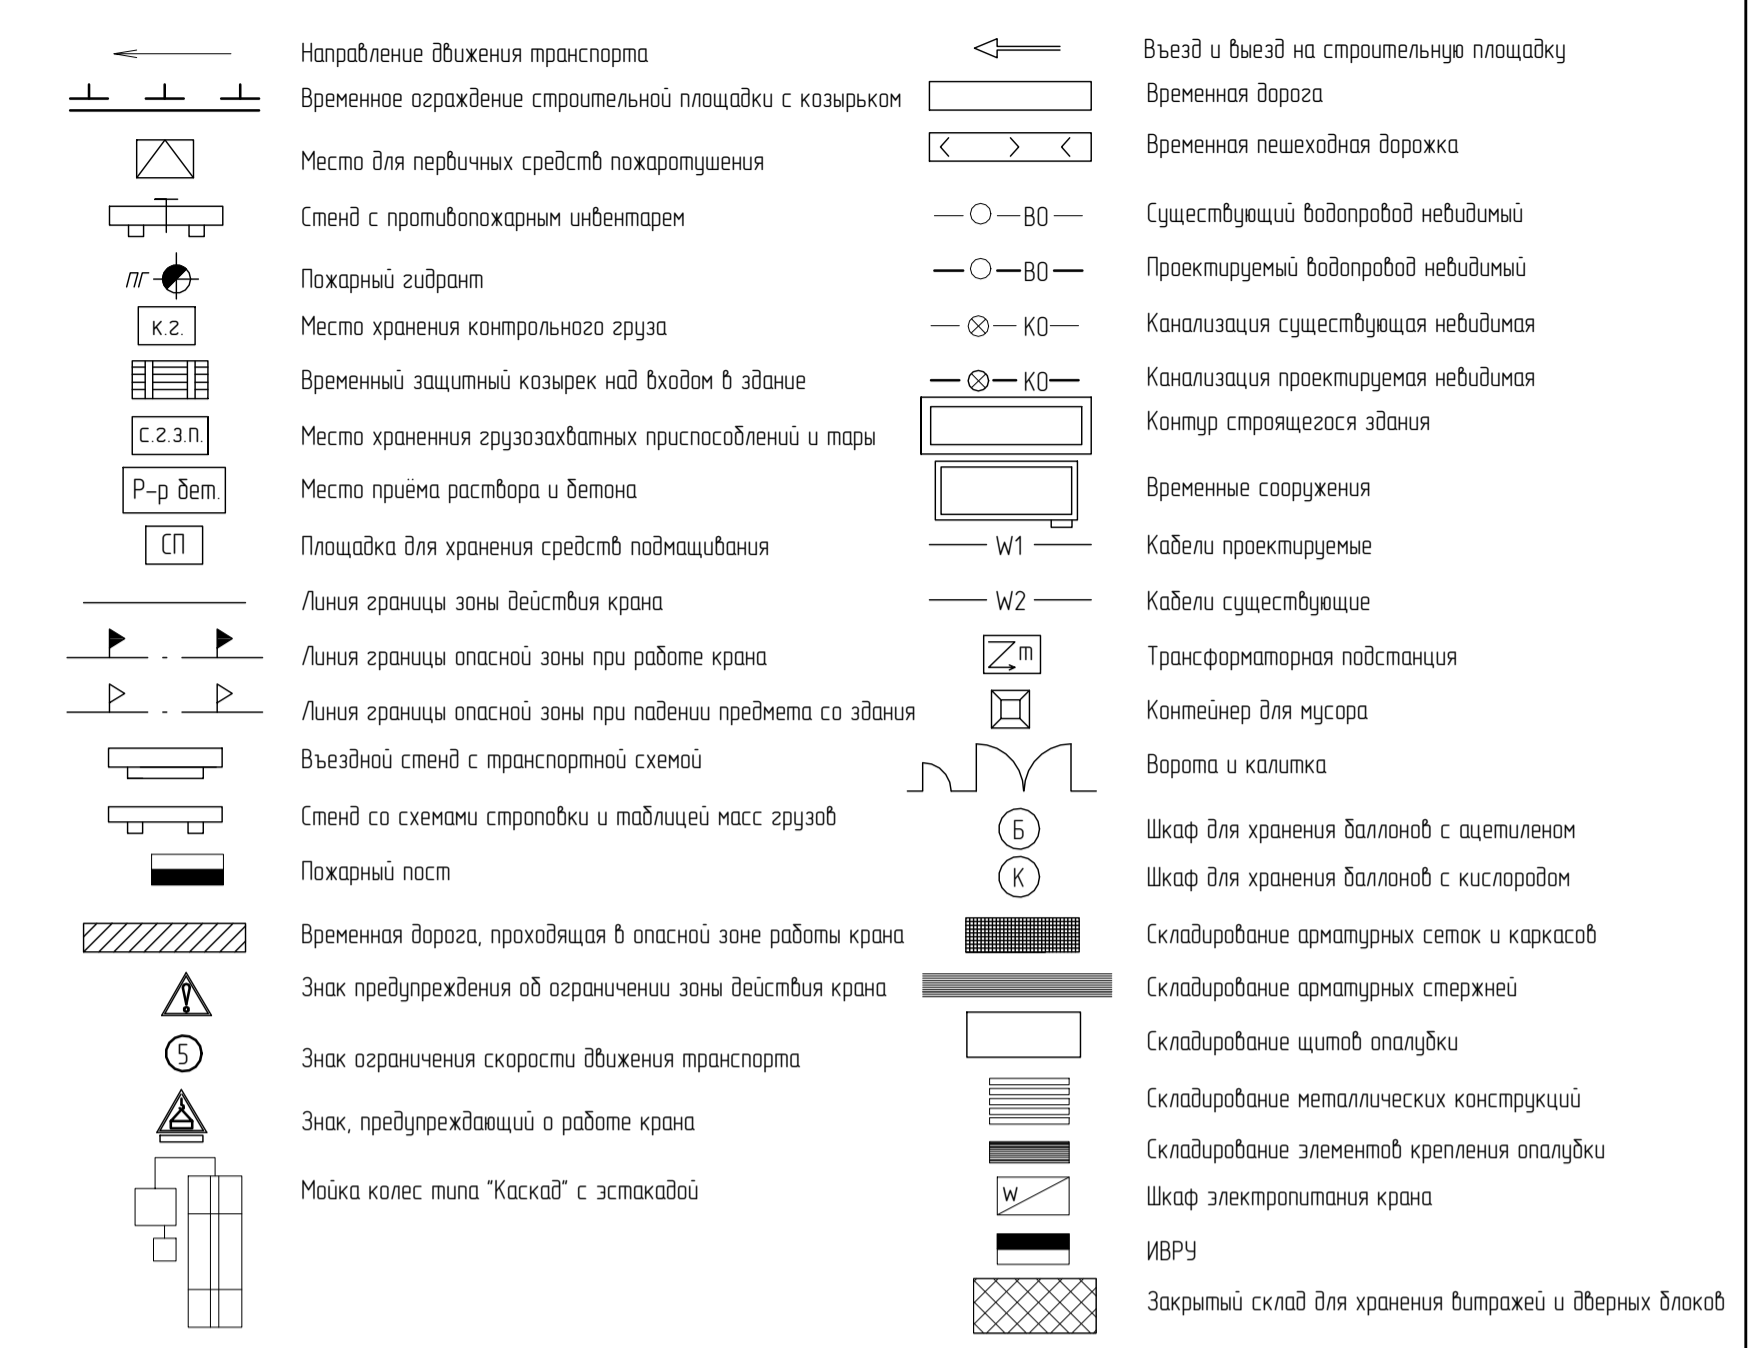 Направление движения транспорта
Временное ограждение строительной площадки с козырьком
Место для первичных средств пожаротушения
Стенд с противопожарным инвентарем
ПГ Пожарный гидрант
к.г. Место хранения контрольного груза
Временный защитный козырек над входом в здание
с.г.з.п. Место храненния грузозахватных приспособлений и тары
Р-р бет. Место приёма раствора и бетона
СП Площадка для хранения средств подмащивания
Линия границы зоны действия крана
Линия границы опасной зоны при работе крана
Линия границы опасной зоны при падении предмета со здания
Въездной стенд с транспортной схемой
Стенд со схемами строповки и таблицей масс грузов
Пожарный пост
Временная дорога, проходящая в опасной зоне работы крана
! Знак предупреждения об ограничении зоны действия крана
5 Знак ограничения скорости движения транспорта
Знак, предупреждающий о работе крана
Мойка колес типа "Каскад" с эстакадой
Въезд и выезд на строительную площадку
Временная дорога
Временная пешеходная дорожка
В0 Существующий водопровод невидимый
В0 Проектируемый водопровод невидимый
К0 Канализация существующая невидимая
К0 Канализация проектируемая невидимая
Контур строящегося здания
Временные сооружения
W1 Кабели проектируемые
W2 Кабели существующие
m Трансформаторная подстанция
Контейнер для мусора
Ворота и калитка
Б Шкаф для хранения баллонов с ацетиленом
К Шкаф для хранения баллонов с кислородом
Складирование арматурных сеток и каркасов
Складирование арматурных стержней
Складирование щитов опалубки
Складирование металлических конструкций
Складирование элементов крепления опалубки
W Шкаф электропитания крана
ИВРУ
Закрытый склад для хранения витражей и дверных блоков